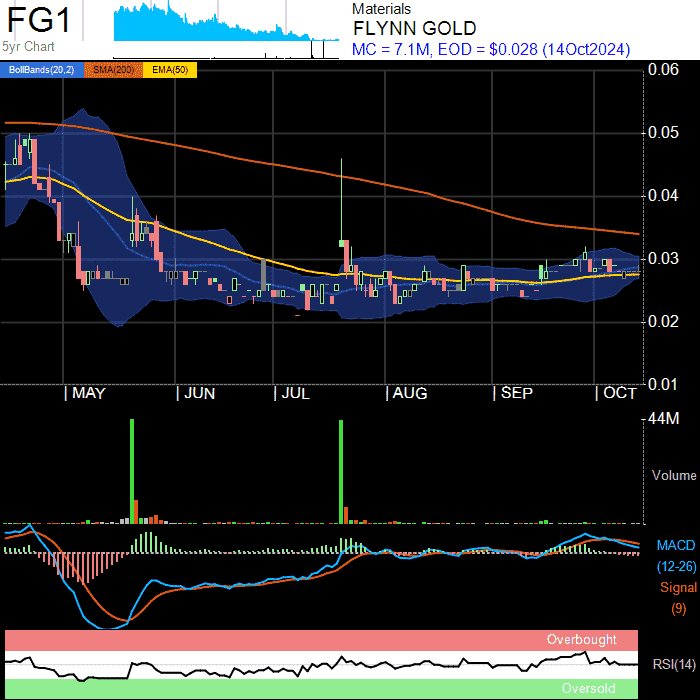 FG1
5yr Chart
Materials
FLYNN GOLD
MC = 7.1M, EOD = $0.028 (14Oct2024)
BollBands(20,2) SMA(200) EMA(50)
0.06
0.05
0.04
0.03
0.02
0.01
| MAY | JUN | JUL | AUG | SEP | OCT
44M
Volume
MACD
(12-26)
Signal
(9)
Overbought
RSI(14)
Oversold